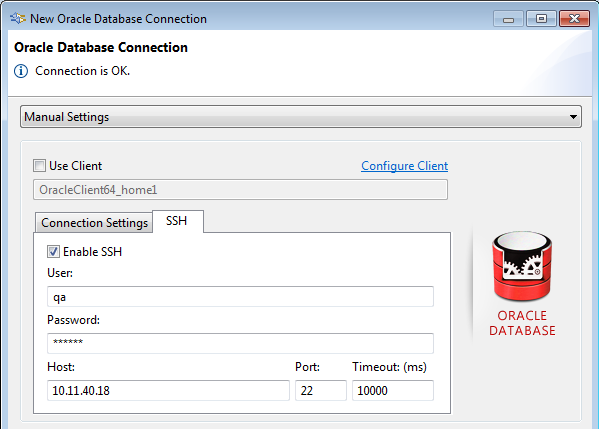 New Oracle Database Connection
Oracle Database Connection
Connection is OK.
Manual Settings
Use Client Configure Client
OracleClient64_home1
Connection Settings SSH
Enable SSH
User:
qa
Password:
******
Host: Port: Timeout: (ms)
10.11.40.18 22 10000
ORACLE
DATABASE